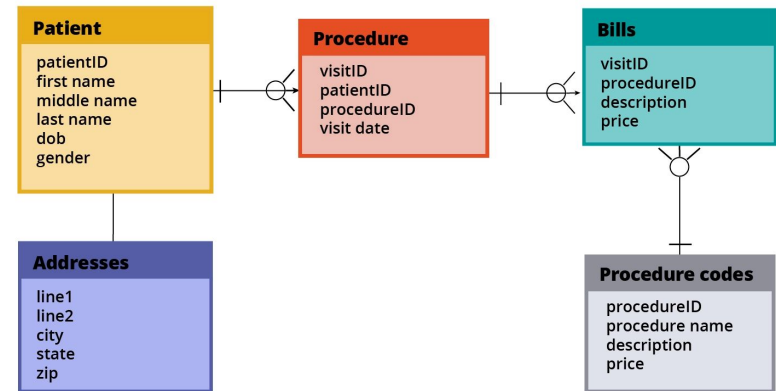 Patient
patientID
first name
middle name
last name
dob
gender
Procedure
visitID
patientID
procedureID
visit date
Bills
visitID
procedureID
description
price
Addresses
line1
line2
city
state
zip
Procedure codes
procedureID
procedure name
description
price